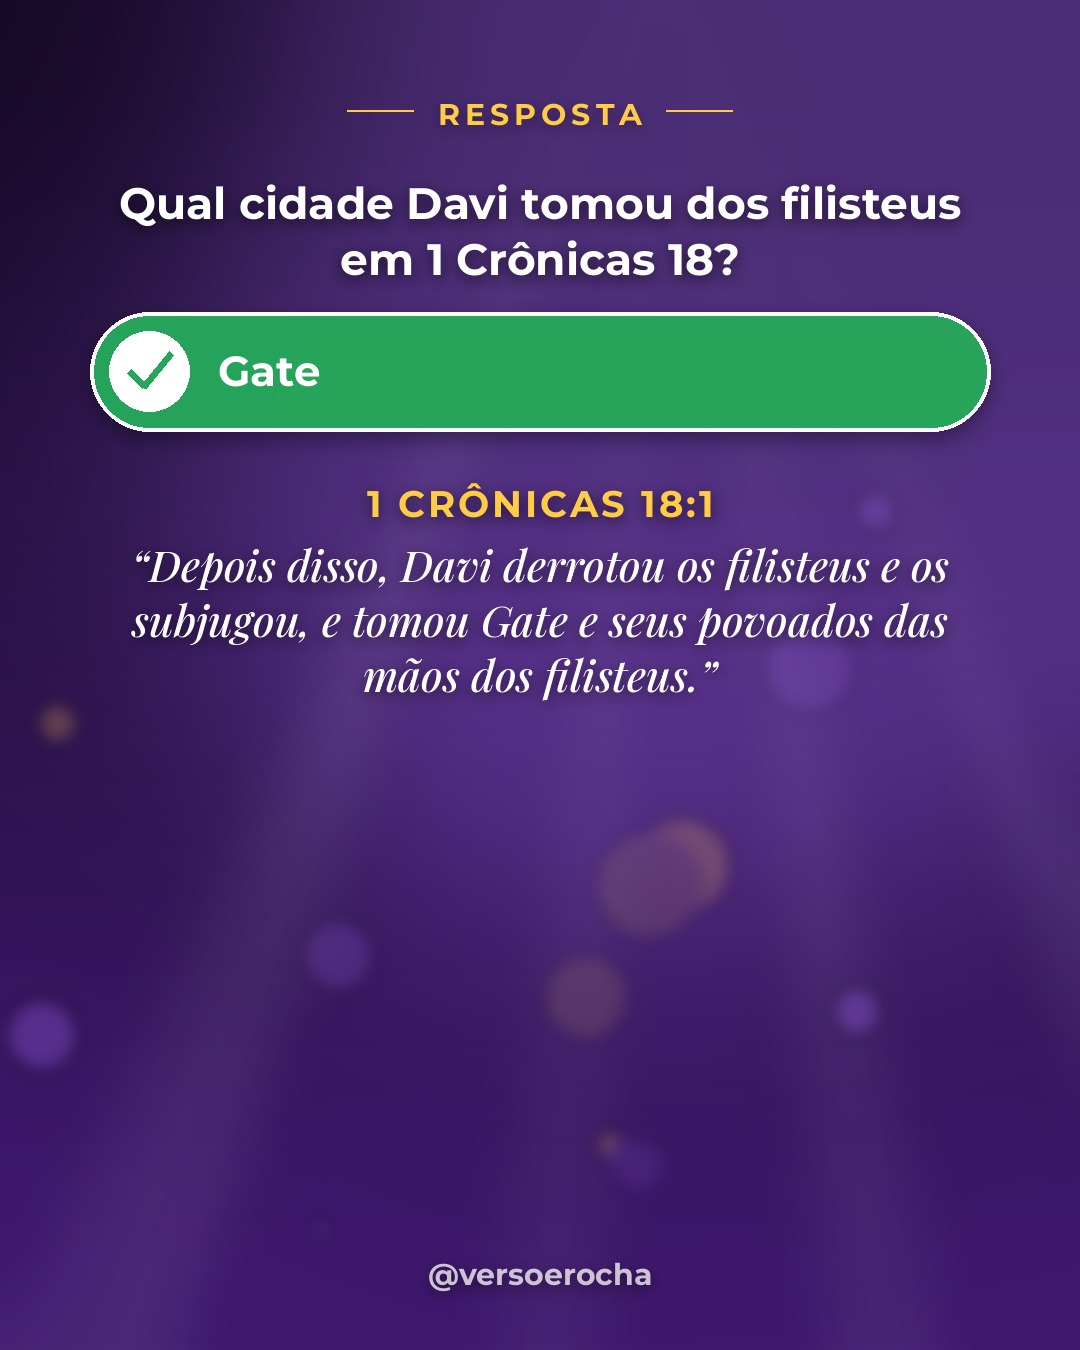 RESPOSTA
Qual cidade Davi tomou dos filisteus
em 1 Crônicas 18?
Gate
1 CRÔNICAS 18:1
“Depois disso, Davi derrotou os filisteus e os
subjugou, e tomou Gate e seus povoados das
mãos dos filisteus.”
@versoerocha